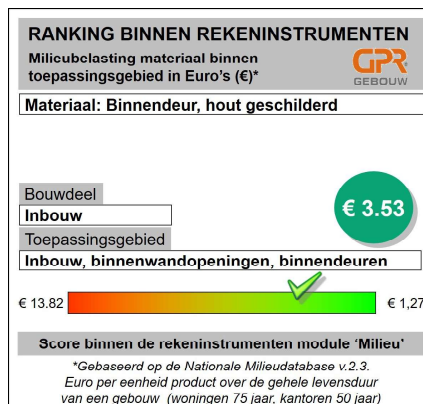 RANKING BINNEN REKENINSTRUMENTEN
Milieubelasting materiaal binnen
toepassingsgebied in Euro's (€)*
GPR
GEBOUW
Materiaal: Binnendeur, hout geschilderd
Bouwdeel
€ 3.53
Inbouw
Toepassingsgebied
Inbouw, binnenwandopeningen, binnendeuren
€ 13.82
€ 1,27
Score binnen de rekeninstrumenten module 'Milieu'
*Gebaseerd op de Nationale Milieudatabase v.2.3.
Euro per eenheid product over de gehele levensduur
van een gebouw (woningen 75 jaar, kantoren 50 jaar)